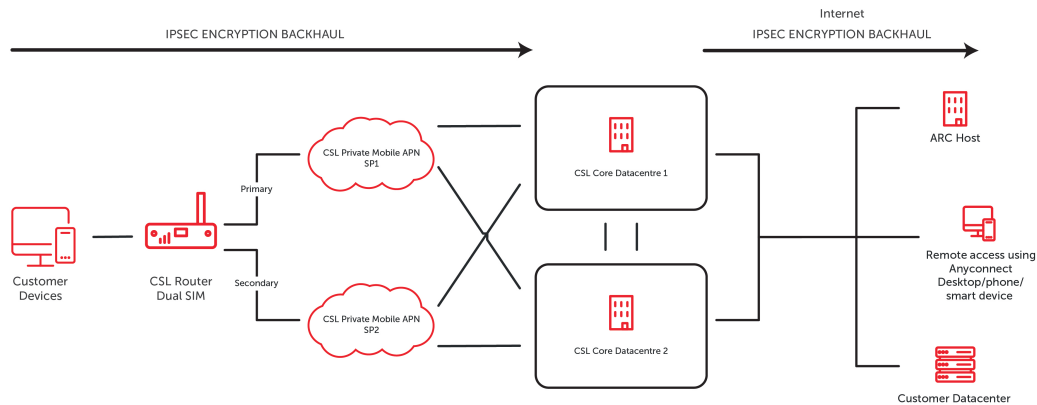 Internet
IPSEC ENCRYPTION BACKHAUL
IPSEC ENCRYPTION BACKHAUL
CSL Private Mobile APN
SP1
Primary
CSL Core Datacentre 1
ARC Host
Customer
Devices
CSL Router
Dual SIM
Secondary
CSL Private Mobile APN
SP2
CSL Core Datacentre 2
Remote access using
Anyconnect
Desktop/phone/
smart device
Customer Datacenter